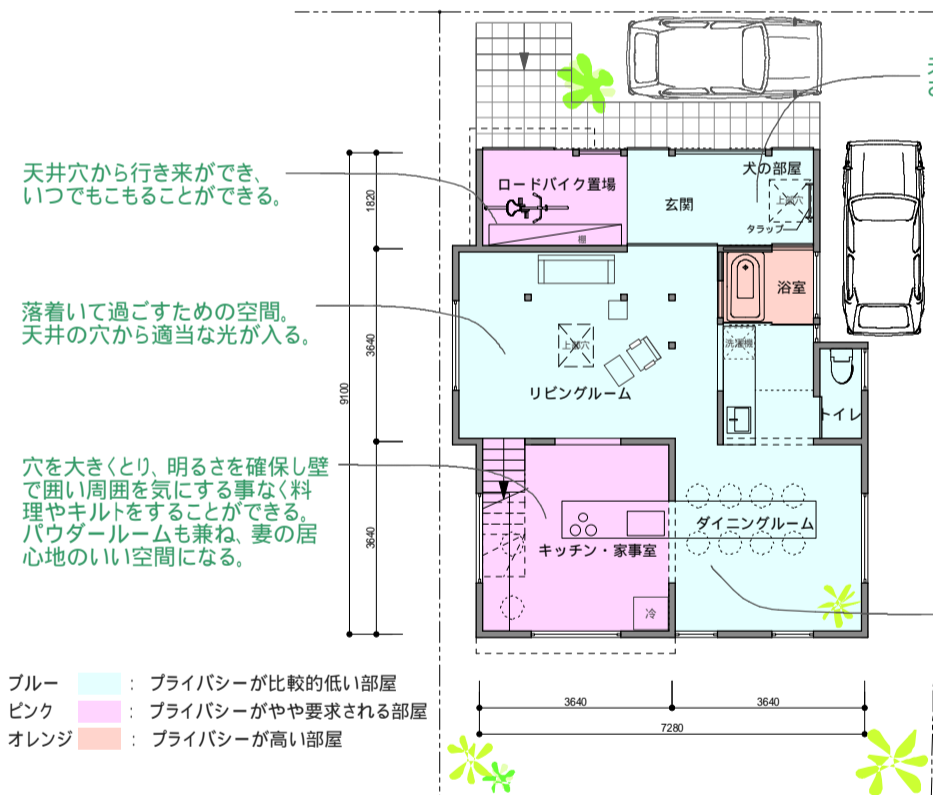 天井穴から行き来ができ、
いつでもこもることができる。
落着いて過ごすための空間。
天井の穴から適当な光が入る。
穴を大きくとり、明るさを確保し壁
で囲い周囲を気にする事なく料
理やキルトをすることができる。
パウダールームも兼ね、妻の居
心地のいい空間になる。
1820
3640
9100
3640
ロードバイク置場
棚
玄関
犬の部屋
上部穴
タラップ
浴室
洗濯機
トイレ
上部穴
リビングルーム
キッチン・家事室
冷
ダイニングルーム
3640
3640
7280
ブルー : プライバシーが比較的低い部屋
ピンク : プライバシーがやや要求される部屋
オレンジ : プライバシーが高い部屋